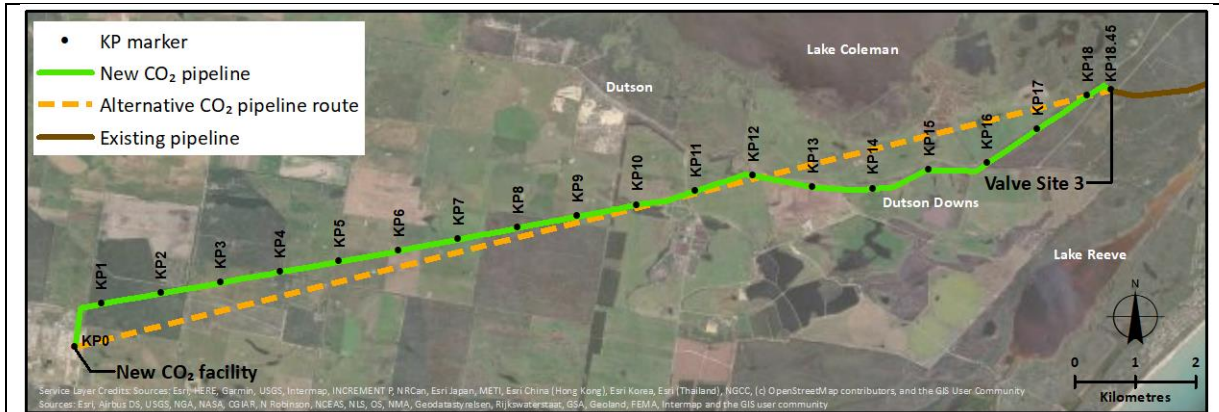 KP marker
New CO₂ pipeline
Alternative CO₂ pipeline route
Existing pipeline
Lake Coleman
Dutson
KP0
KP1
KP2
KP3
KP4
KP5
KP6
KP7
KP8
KP9
KP10
KP11
KP12
KP13
KP14
KP15
KP16
KP17
KP18
KP18.45
Valve Site 3
Dutson Downs
Lake Reeve
New CO₂ facility
N
0 1 2
Kilometres
Service Layer Credits: Sources: Esri, HERE, Garmin, USGS, Intermap, INCREMENT P, NRCan, Esri Japan, METI, Esri China (Hong Kong), Esri Korea, Esri (Thailand), NGCC, (c) OpenStreetMap contributors, and the GIS User Community
Sources: Esri, Airbus DS, USGS, NGA, NASA, CGIAR, N Robinson, NCEAS, NLS, OS, NMA, Geodatastyrelsen, Rijkswaterstaat, GSA, Geoland, FEMA, Intermap and the GIS user community